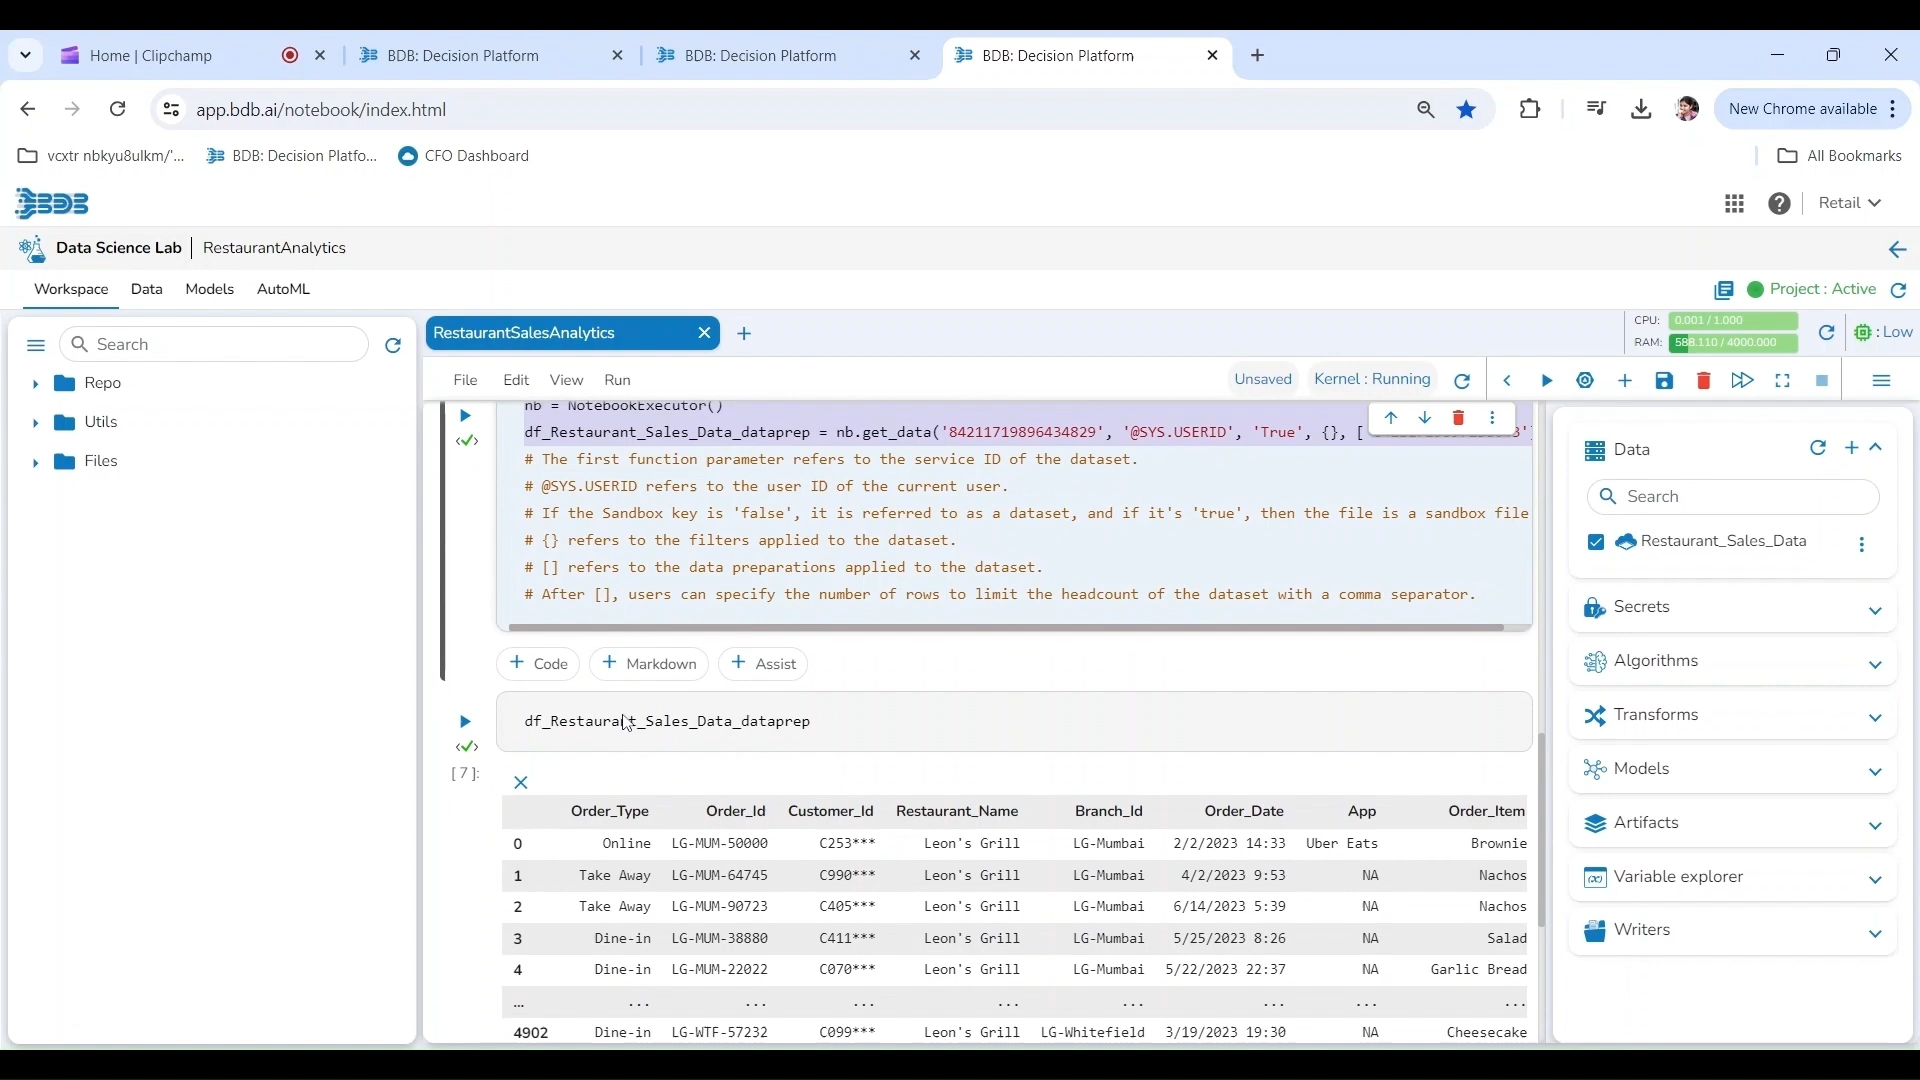 Home | Clipchamp
BDB: Decision Platform
BDB: Decision Platform
BDB: Decision Platform
app.bdb.ai/notebook/index.html
New Chrome available
vcxtr nbkyu8ulkm/'...
BDB: Decision Platfo...
CFO Dashboard
All Bookmarks
BDB
Retail
Data Science Lab
RestaurantAnalytics
Workspace
Data
Models
AutoML
Project : Active
Search
Repo
Utils
Files
RestaurantSalesAnalytics
CPU: 0.001 / 1.000
RAM: 588.110 / 4000.000
: Low
File Edit View Run
Unsaved
Kernel : Running
nb = NotebookExecutor()
df_Restaurant_Sales_Data_dataprep = nb.get_data('84211719896434829', '@SYS.USERID', 'True', {}, [
# The first function parameter refers to the service ID of the dataset.
# @SYS.USERID refers to the user ID of the current user.
# If the Sandbox key is 'false', it is referred to as a dataset, and if it's 'true', then the file is a sandbox file
# {} refers to the filters applied to the dataset.
# [] refers to the data preparations applied to the dataset.
# After [], users can specify the number of rows to limit the headcount of the dataset with a comma separator.
+ Code
+ Markdown
+ Assist
df_Restaurant_Sales_Data_dataprep
[7]:
Order_Type Order_Id Customer_Id Restaurant_Name Branch_Id Order_Date App Order_Item
0 Online LG-MUM-50000 C253*** Leon's Grill LG-Mumbai 2/2/2023 14:33 Uber Eats Brownie
1 Take Away LG-MUM-64745 C990*** Leon's Grill LG-Mumbai 4/2/2023 9:53 NA Nachos
2 Take Away LG-MUM-90723 C405*** Leon's Grill LG-Mumbai 6/14/2023 5:39 NA Nachos
3 Dine-in LG-MUM-38880 C411*** Leon's Grill LG-Mumbai 5/25/2023 8:26 NA Salad
4 Dine-in LG-MUM-22022 C070*** Leon's Grill LG-Mumbai 5/22/2023 22:37 NA Garlic Bread
... ... ... ... ... ... ... ... ...
4902 Dine-in LG-WTF-57232 C099*** Leon's Grill LG-Whitefield 3/19/2023 19:30 NA Cheesecake
Data
Search
Restaurant_Sales_Data
Secrets
Algorithms
Transforms
Models
Artifacts
Variable explorer
Writers